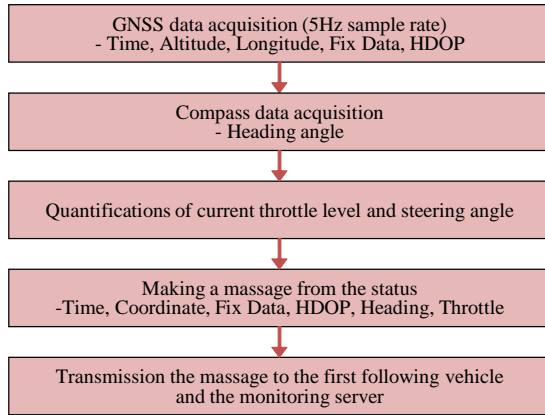 GNSS data acquisition (5Hz sample rate)
- Time, Altitude, Longitude, Fix Data, HDOP
Compass data acquisition
- Heading angle
Quantifications of current throttle level and steering angle
Making a massage from the status
-Time, Coordinate, Fix Data, HDOP, Heading, Throttle
Transmission the massage to the first following vehicle
and the monitoring server